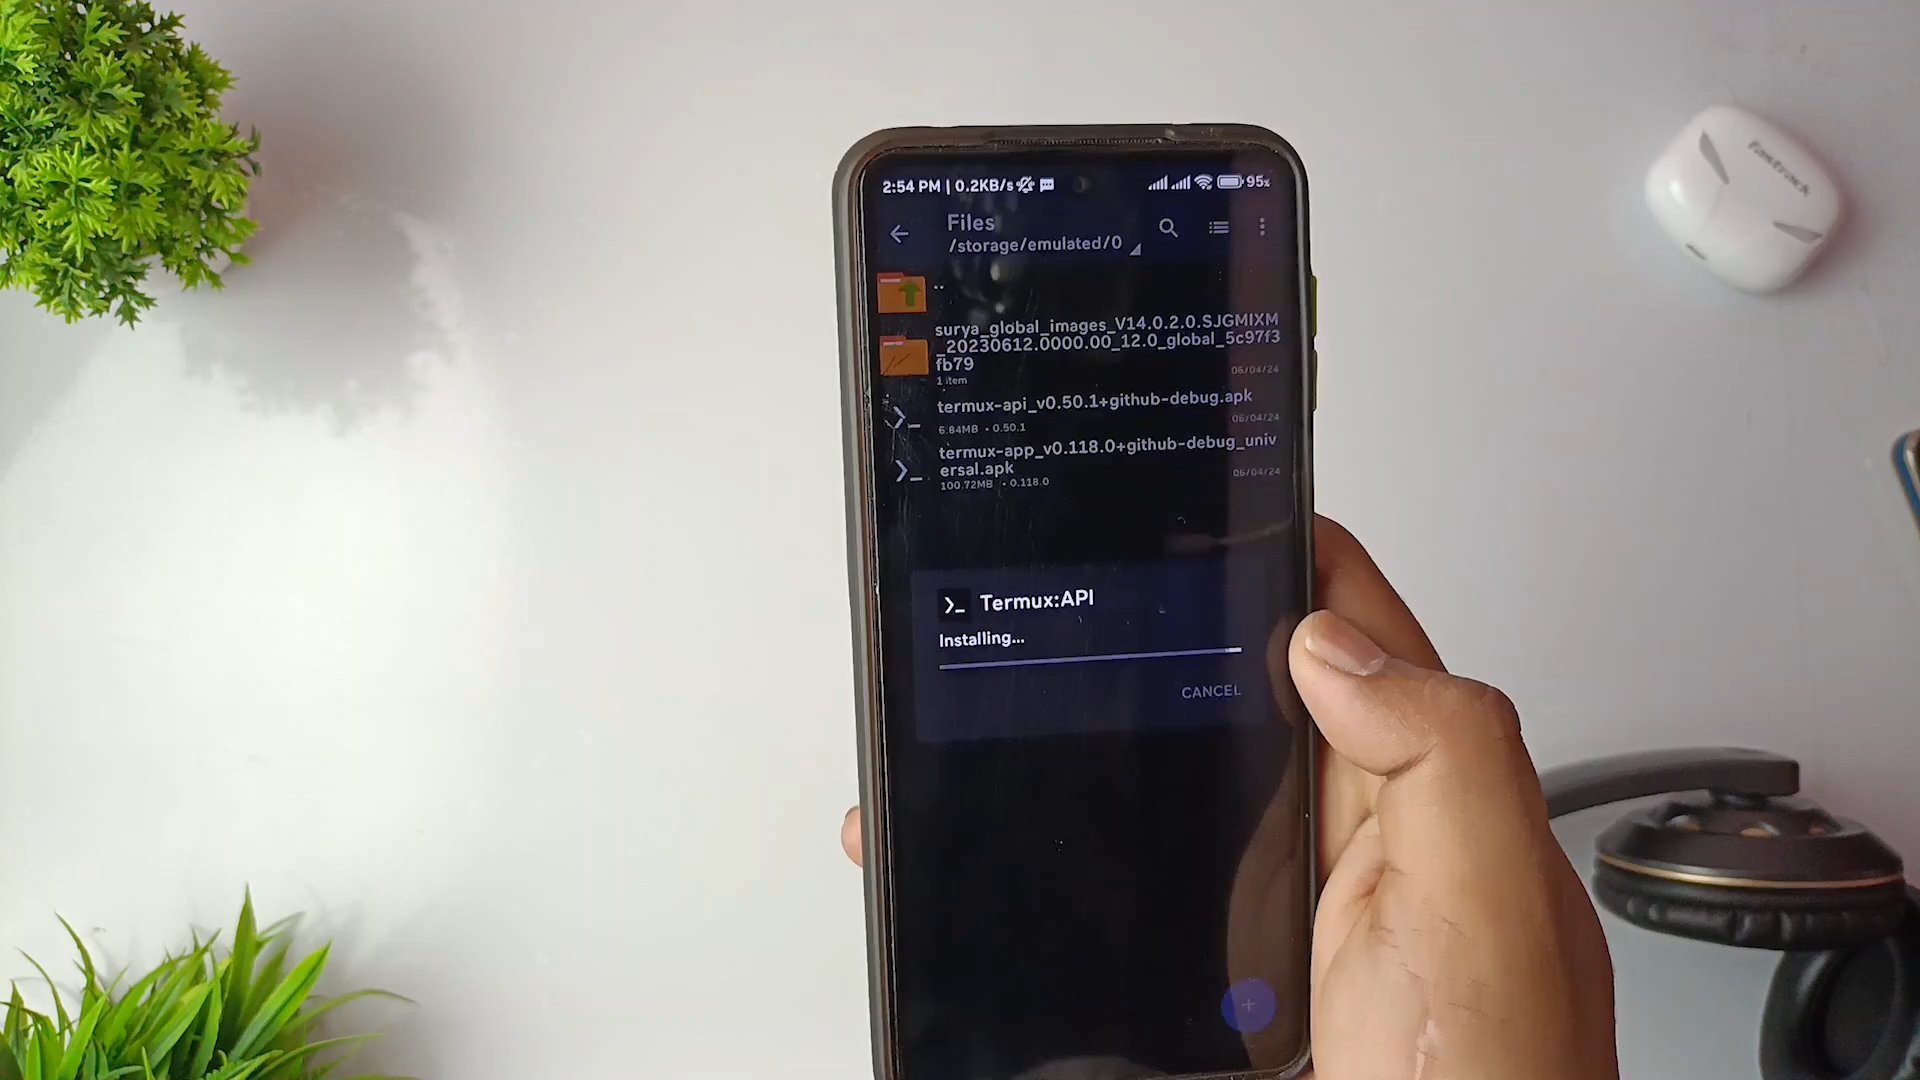 2:54 PM | 0.2KB/s 95%
Files
/storage/emulated/0
..
surya_global_images_V14.0.2.0.SJGMIXM
_20230612.0000.00_12.0_global_5c97f3
fb79
1 item 06/04/24
termux-api_v0.50.1+github-debug.apk
6.84MB • 0.50.1 06/04/24
termux-app_v0.118.0+github-debug_univ
ersal.apk
100.72MB • 0.118.0 06/04/24
>_ Termux:API
Installing...
CANCEL
Fastrack